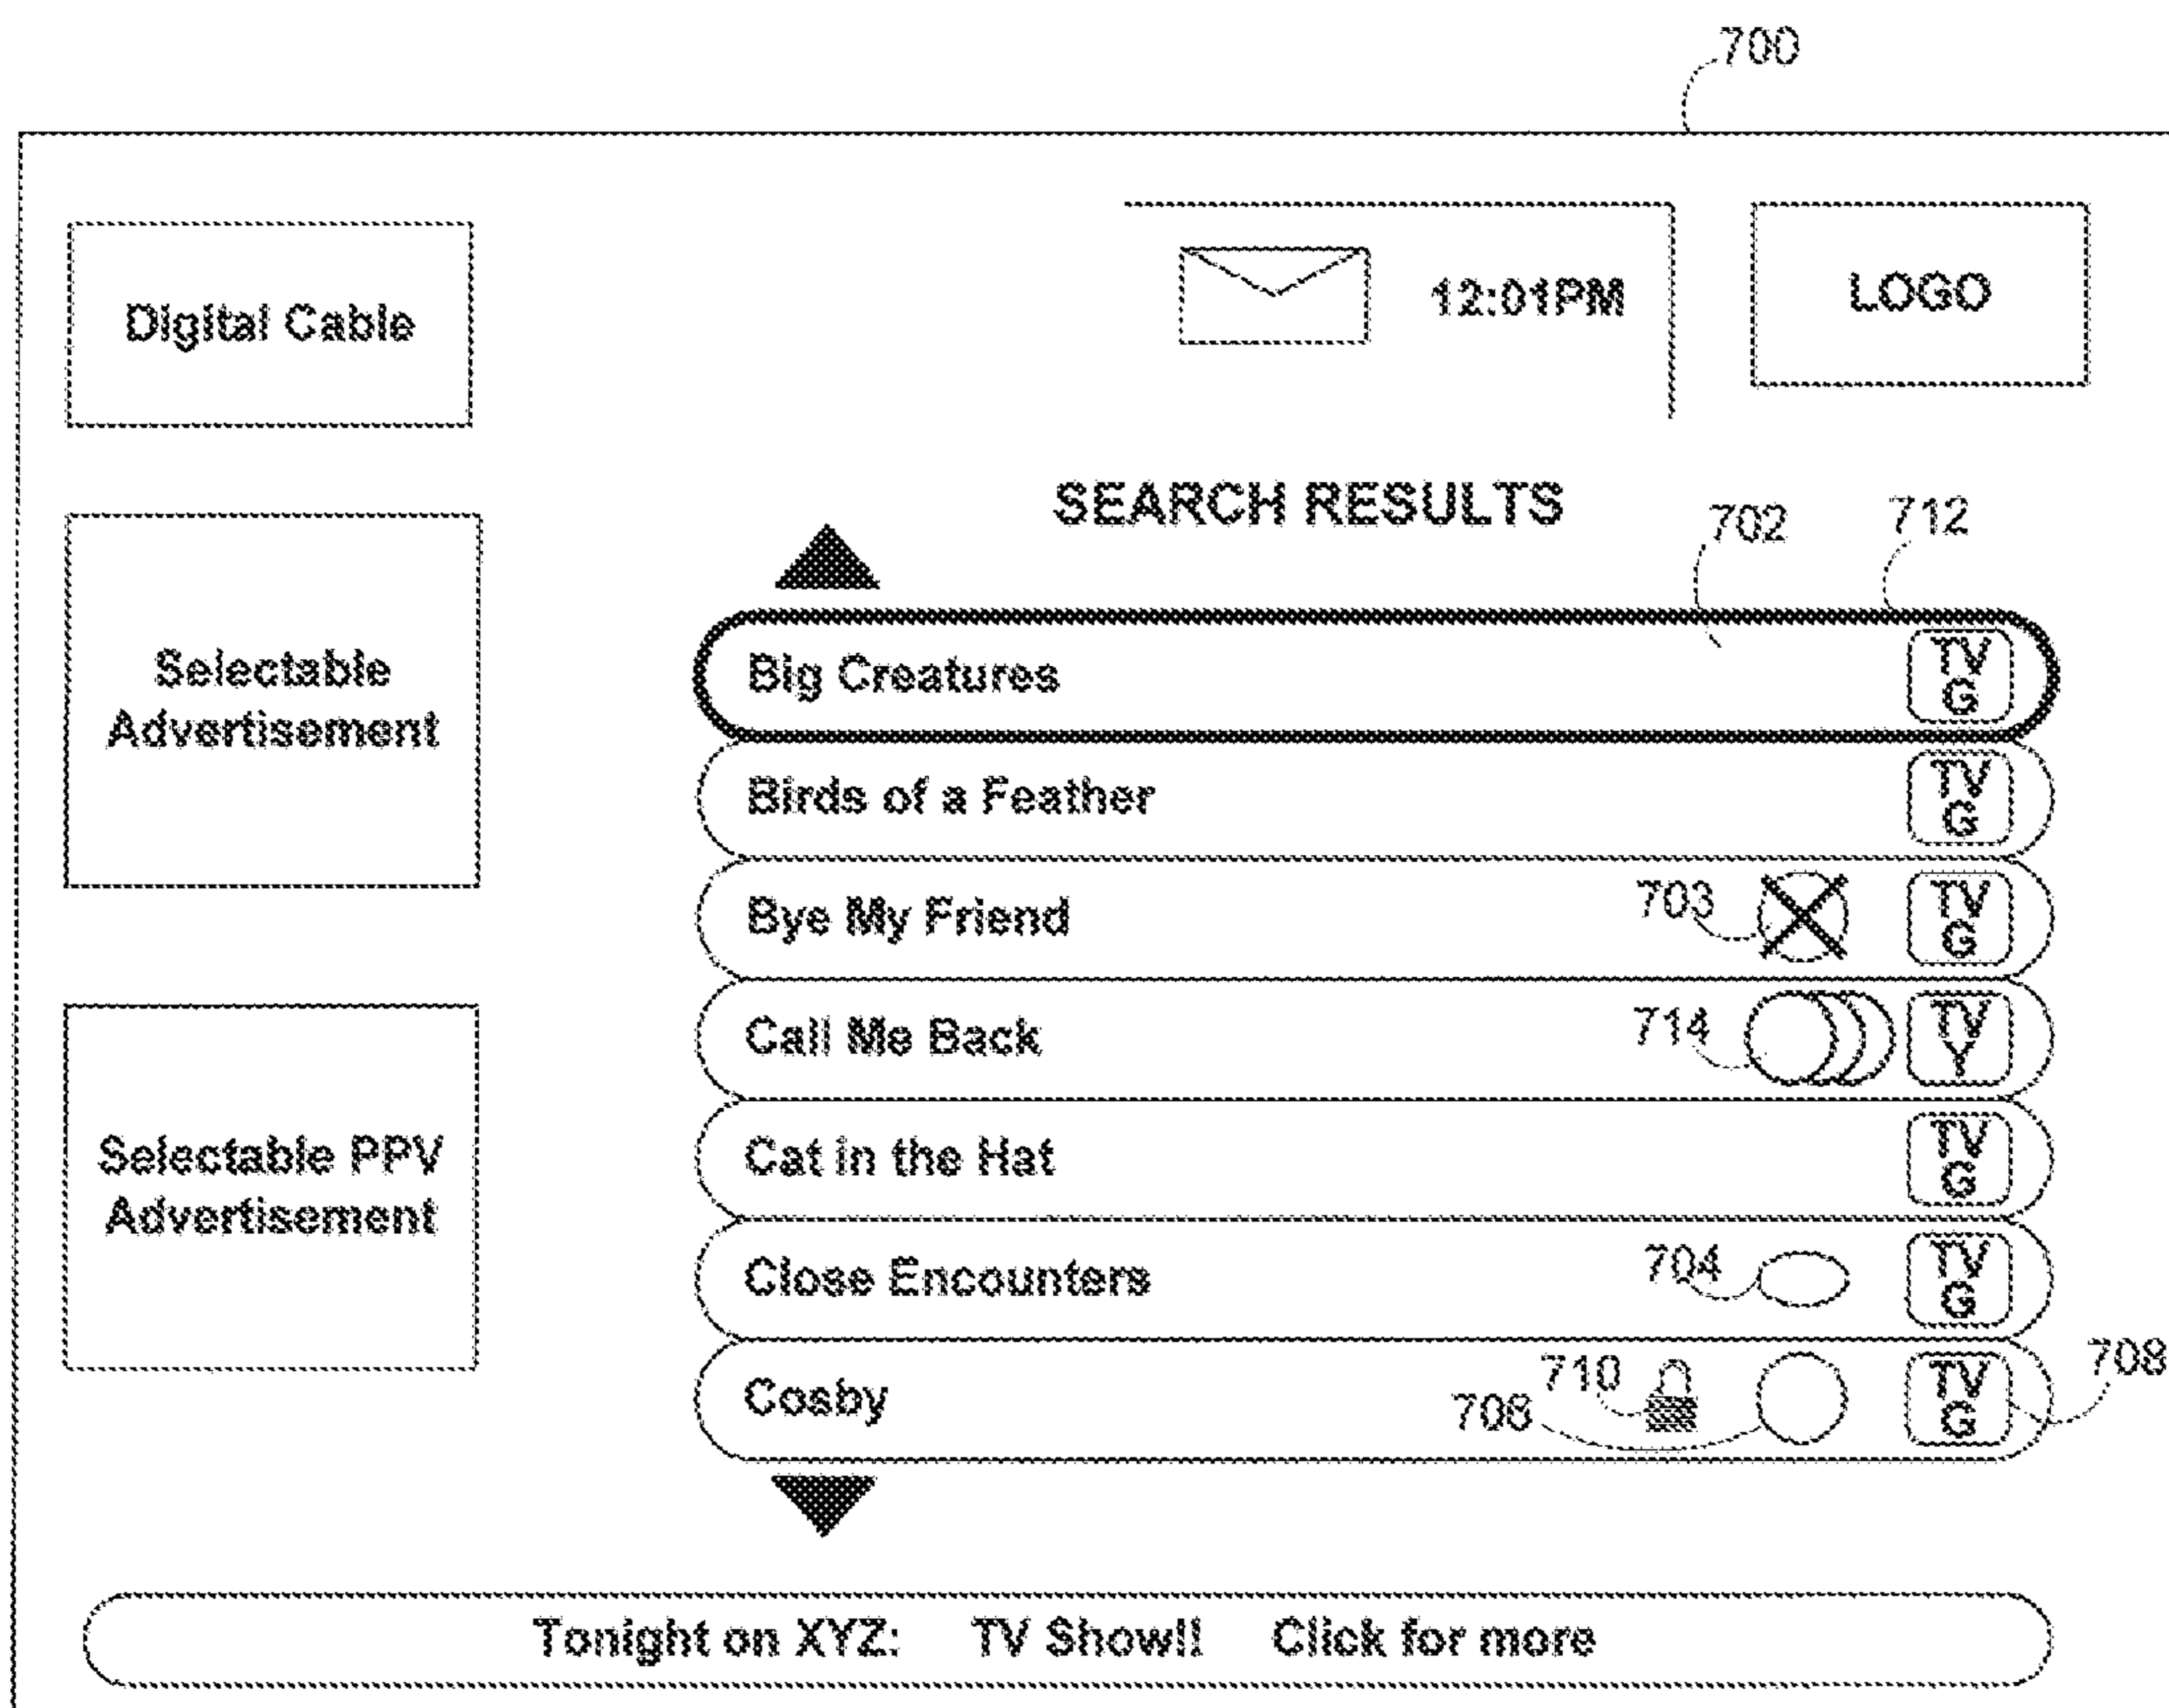 700
Digital Cable
12:01PM
LOGO
SEARCH RESULTS
702
712
Selectable
Advertisement
Big Creatures
TV
G
Birds of a Feather
TV
G
Bye My Friend
703
TV
G
Call Me Back
714
TV
Y
Selectable PPV
Advertisement
Cat in the Hat
TV
G
Close Encounters
704
TV
G
Cosby
710
706
TV
G
708
Tonight on XYZ: TV Show!! Click for more